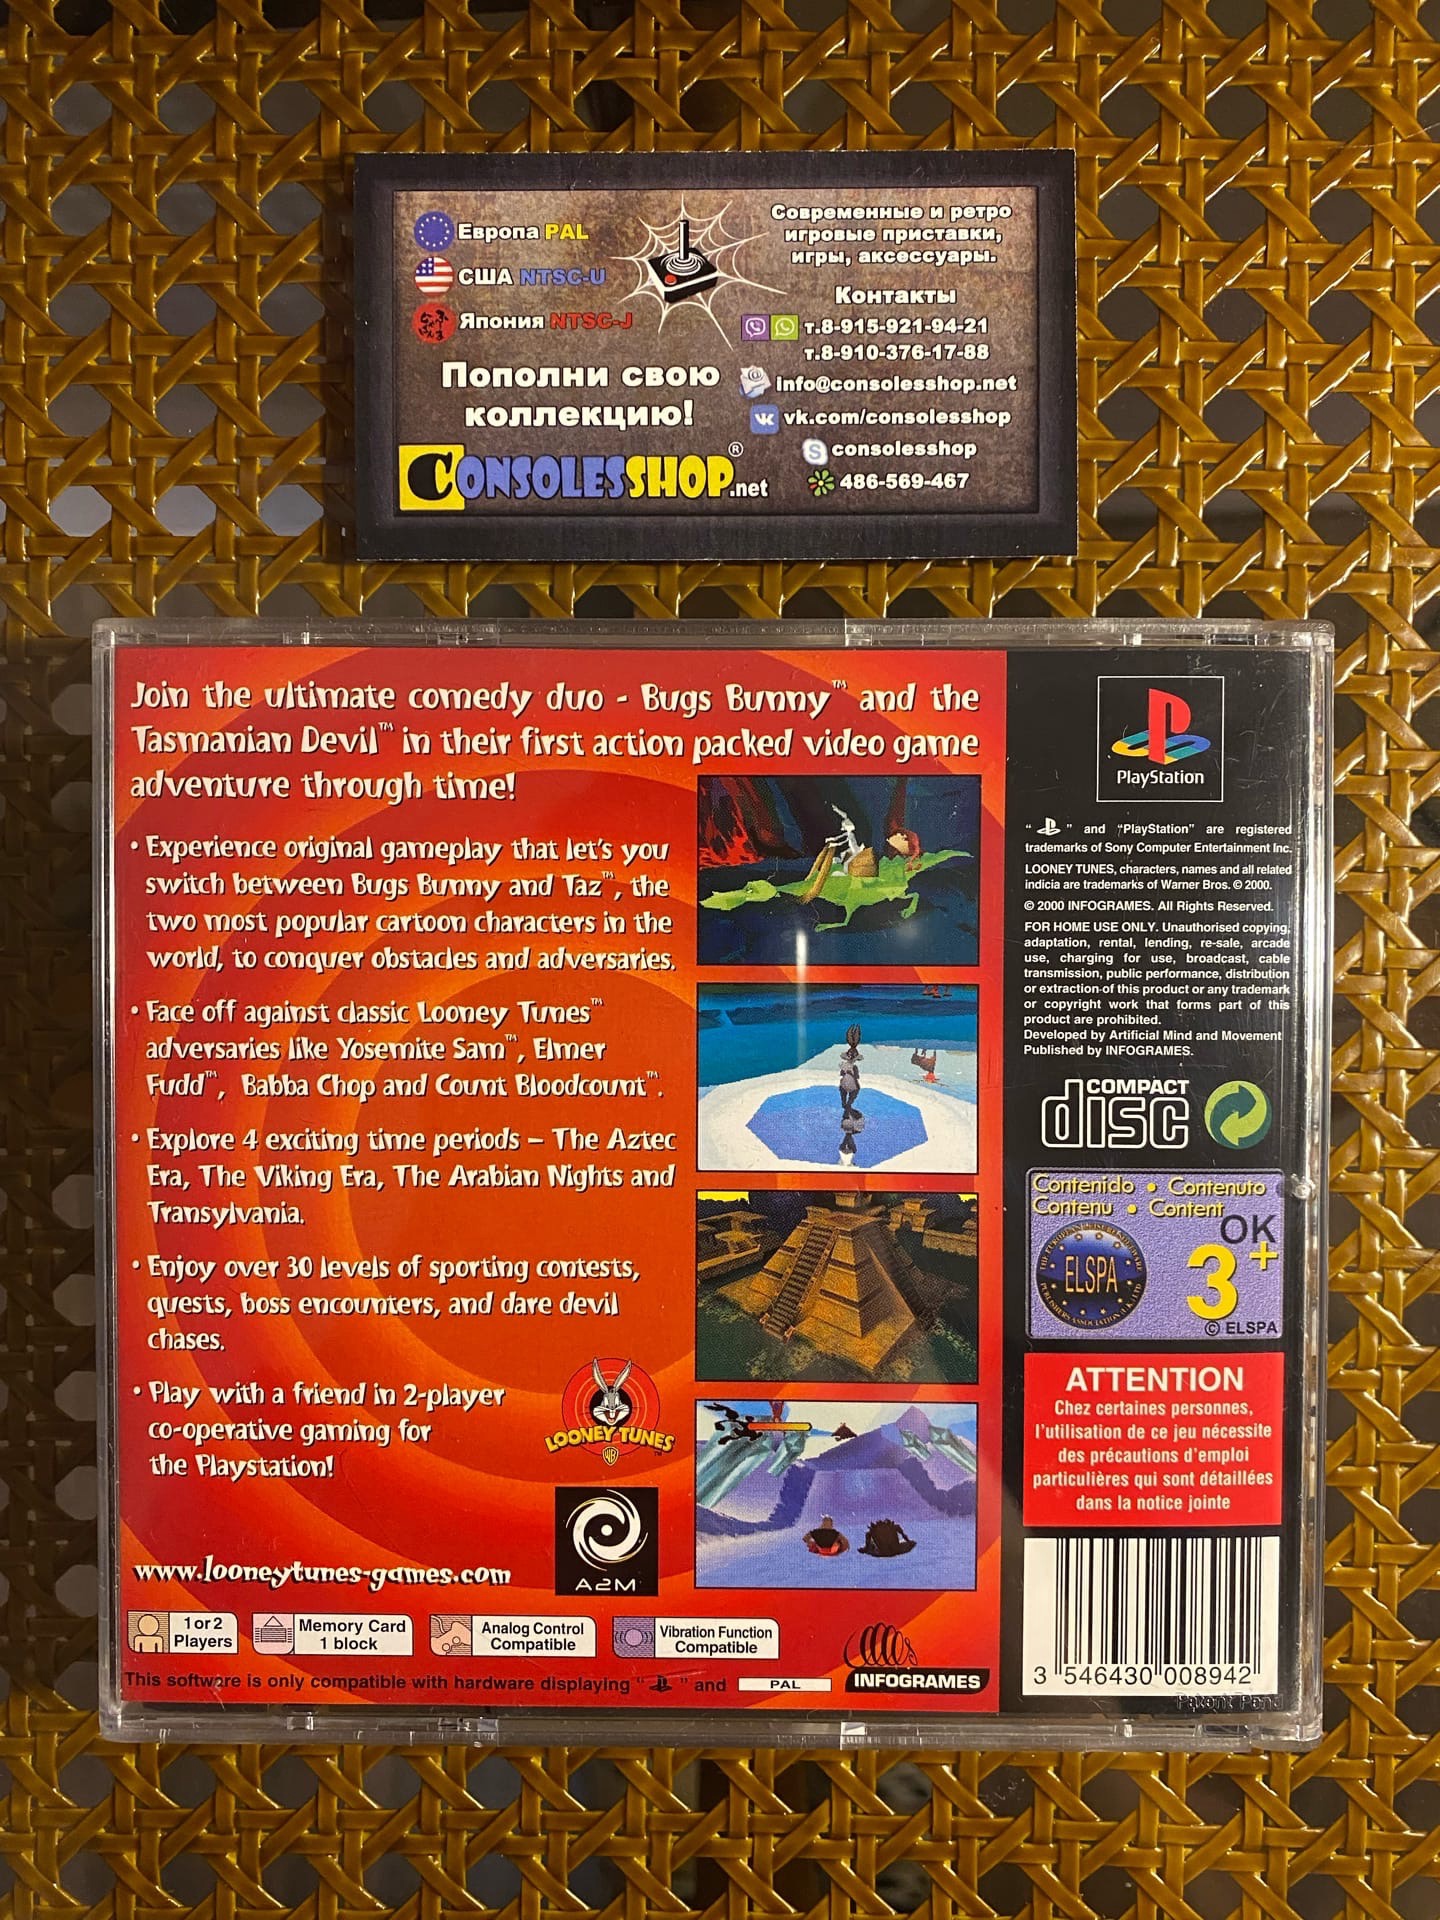 Европа PAL
США NTSC-U
Япония NTSC-J
Пополни свою
коллекцию!
CONSOLESSHOP.net
®
Современные и ретро
игровые приставки,
игры, аксессуары.
Контакты
т.8-915-921-94-21
т.8-910-376-17-88
info@consolesshop.net
vk.com/consolesshop
consolesshop
486-569-467
Join the ultimate comedy duo - Bugs Bunny™ and the
Tasmanian Devil™ in their first action packed video game
adventure through time!
• Experience original gameplay that let's you
switch between Bugs Bunny and Taz™, the
two most popular cartoon characters in the
world, to conquer obstacles and adversaries.
• Face off against classic Looney Tunes™
adversaries like Yosemite Sam™, Elmer
Fudd™, Babba Chop and Count Bloodcount™.
• Explore 4 exciting time periods – The Aztec
Era, The Viking Era, The Arabian Nights and
Transylvania.
• Enjoy over 30 levels of sporting contests,
quests, boss encounters, and dare devil
chases.
• Play with a friend in 2-player
co-operative gaming for
the Playstation!
LOONEY TUNES
WB
www.looneytunes-games.com
A2M
1 or 2
Players
Memory Card
1 block
Analog Control
Compatible
Vibration Function
Compatible
INFOGRAMES
This software is only compatible with hardware displaying " " and PAL
PlayStation
" " and "PlayStation" are registered
trademarks of Sony Computer Entertainment Inc.
LOONEY TUNES, characters, names and all related
indicia are trademarks of Warner Bros. © 2000.
© 2000 INFOGRAMES. All Rights Reserved.
FOR HOME USE ONLY. Unauthorised copying,
adaptation, rental, lending, re-sale, arcade
use, charging for use, broadcast, cable
transmission, public performance, distribution
or extraction of this product or any trademark
or copyright work that forms part of this
product are prohibited.
Developed by Artificial Mind and Movement
Published by INFOGRAMES.
COMPACT
disc
Contenido • Contenuto
Contenu • Content
OK
3+
ELSPA
© ELSPA
ATTENTION
Chez certaines personnes,
l'utilisation de ce jeu nécessite
des précautions d'emploi
particulières qui sont détaillées
dans la notice jointe
3 546430 008942
Patent Pend